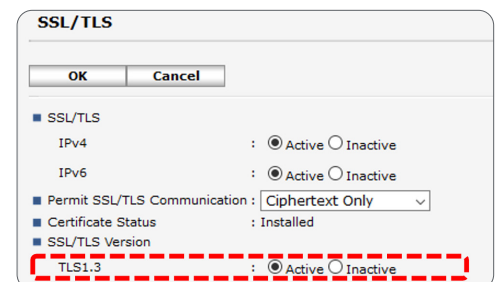 SSL/TLS
OK Cancel
SSL/TLS
IPv4 : Active Inactive
IPv6 : Active Inactive
Permit SSL/TLS Communication : Ciphertext Only
Certificate Status : Installed
SSL/TLS Version
TLS1.3 : Active Inactive